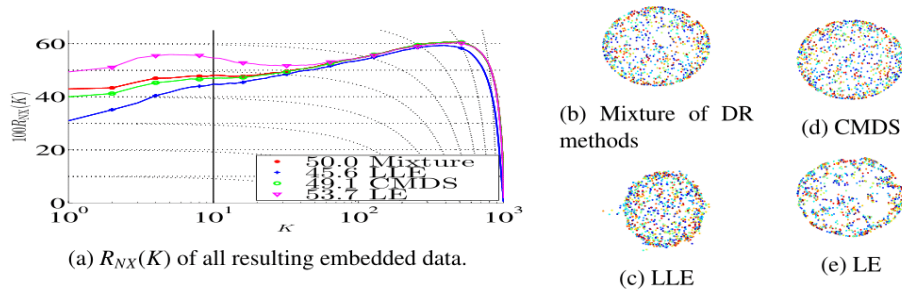 60
40
20
0
100R_NX(K)
50.0 Mixture
45.6 LLE
49.1 CMDS
53.7 LE
10^0
10^1
10^2
10^3
K
(a) R_NX(K) of all resulting embedded data.
(b) Mixture of DR
methods
(d) CMDS
(c) LLE
(e) LE